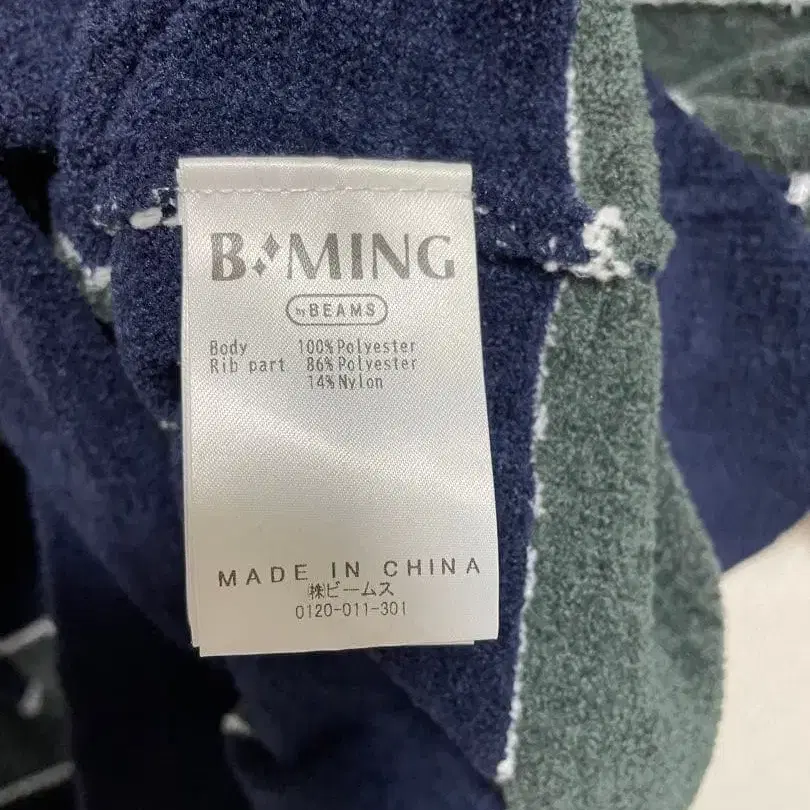 B MING
by BEAMS
Body 100% Polyester
Rib part 86% Polyester
14% Nylon
MADE IN CHINA
㈱ビームス
0120-011-301